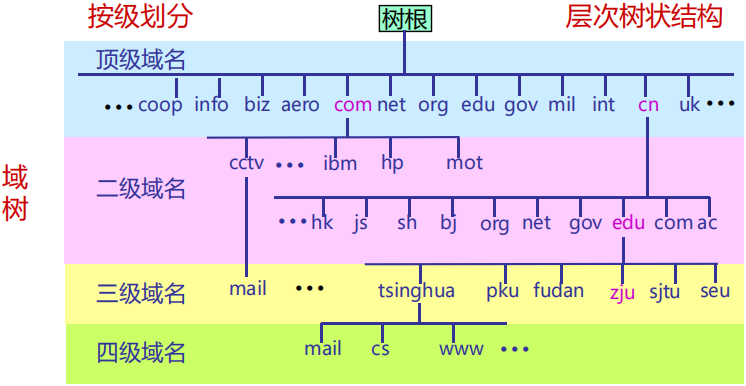 按级划分
树根
层次树状结构
顶级域名
•••coop info biz aero com net org edu gov mil int cn uk•••
cctv ••• ibm hp mot
域树
二级域名
•••hk js sh bj org net gov edu com ac
三级域名
mail ••• tsinghua pku fudan zju sjtu seu
四级域名
mail cs www •••